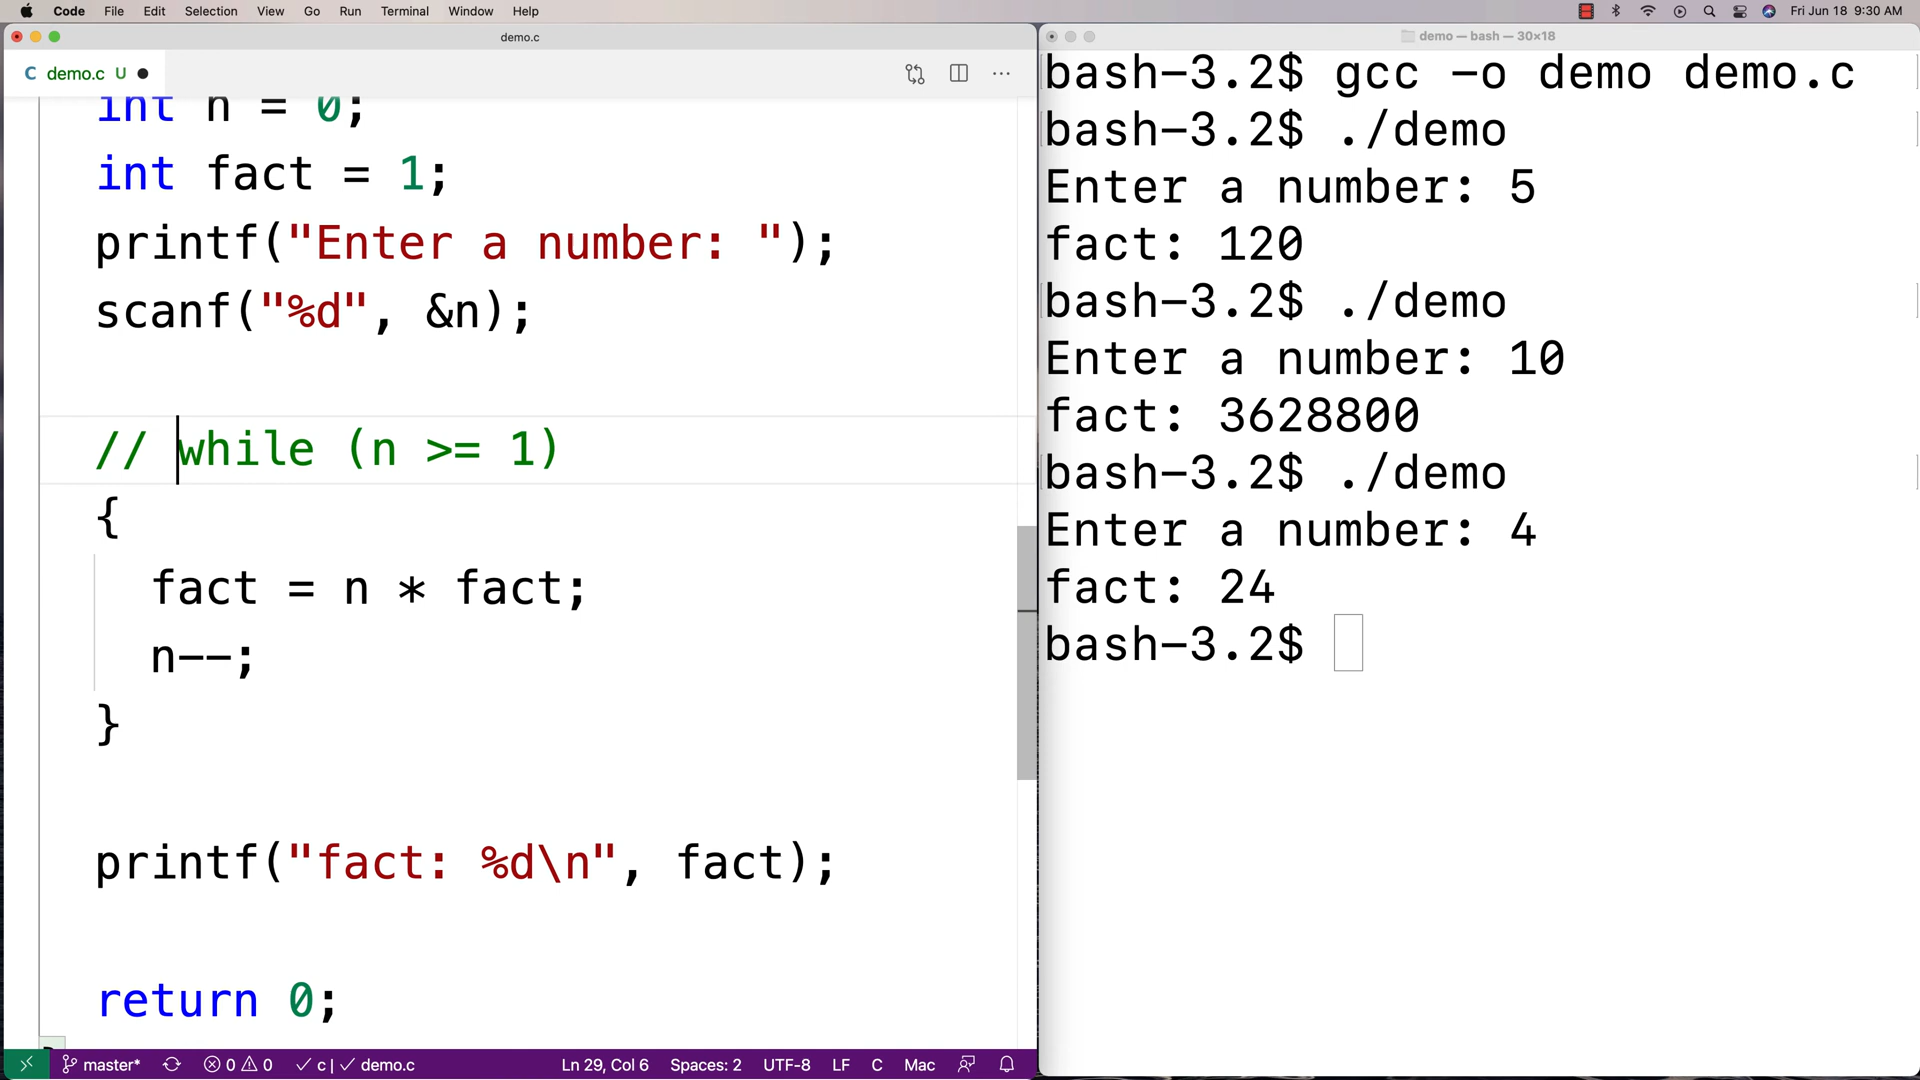 Code File Edit Selection View Go Run Terminal Window Help Fri Jun 18 9:30 AM
demo.c
C demo.c U
int n = 0;
int fact = 1;
printf("Enter a number: ");
scanf("%d", &n);
// while (n >= 1)
{
fact = n * fact;
n--;
}
printf("fact: %d\n", fact);
return 0;
master* 0 0 c | demo.c Ln 29, Col 6 Spaces: 2 UTF-8 LF C Mac
demo — bash — 30×18
bash-3.2$ gcc -o demo demo.c
bash-3.2$ ./demo
Enter a number: 5
fact: 120
bash-3.2$ ./demo
Enter a number: 10
fact: 3628800
bash-3.2$ ./demo
Enter a number: 4
fact: 24
bash-3.2$